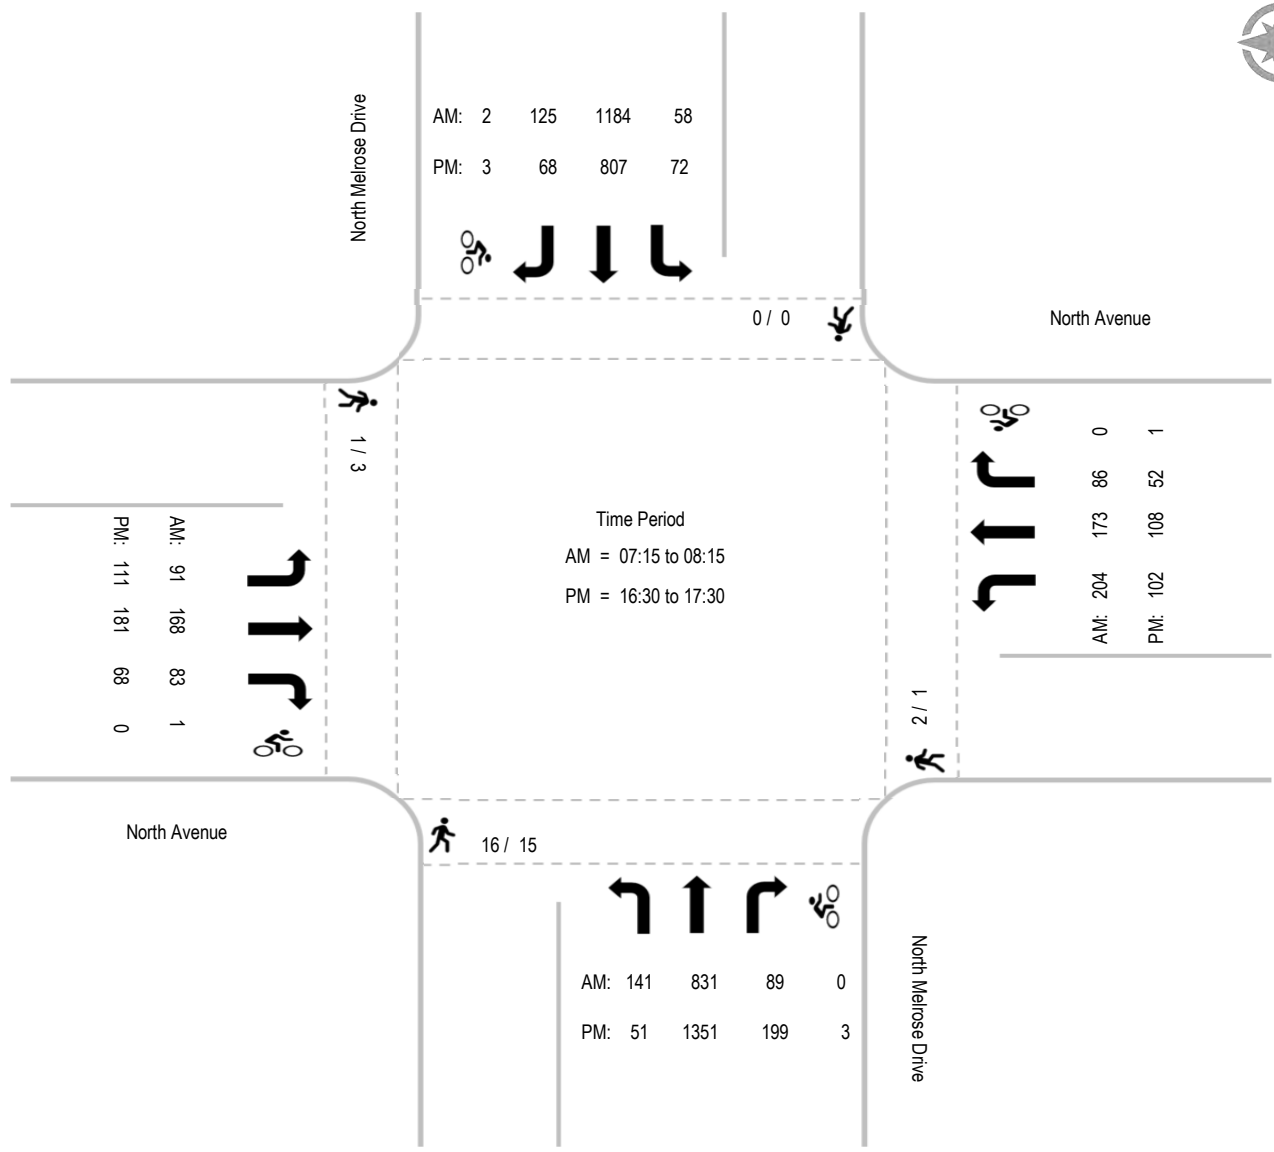 North Melrose Drive
AM: 2 125 1184 58
PM: 3 68 807 72
0 / 0
North Avenue
1 / 3
0 1
86 52
173 108
204 102
AM: PM:
PM: 111 181 68 0
AM: 91 168 83 1
Time Period
AM = 07:15 to 08:15
PM = 16:30 to 17:30
2 / 1
North Avenue
16 / 15
AM: 141 831 89 0
PM: 51 1351 199 3
North Melrose Drive